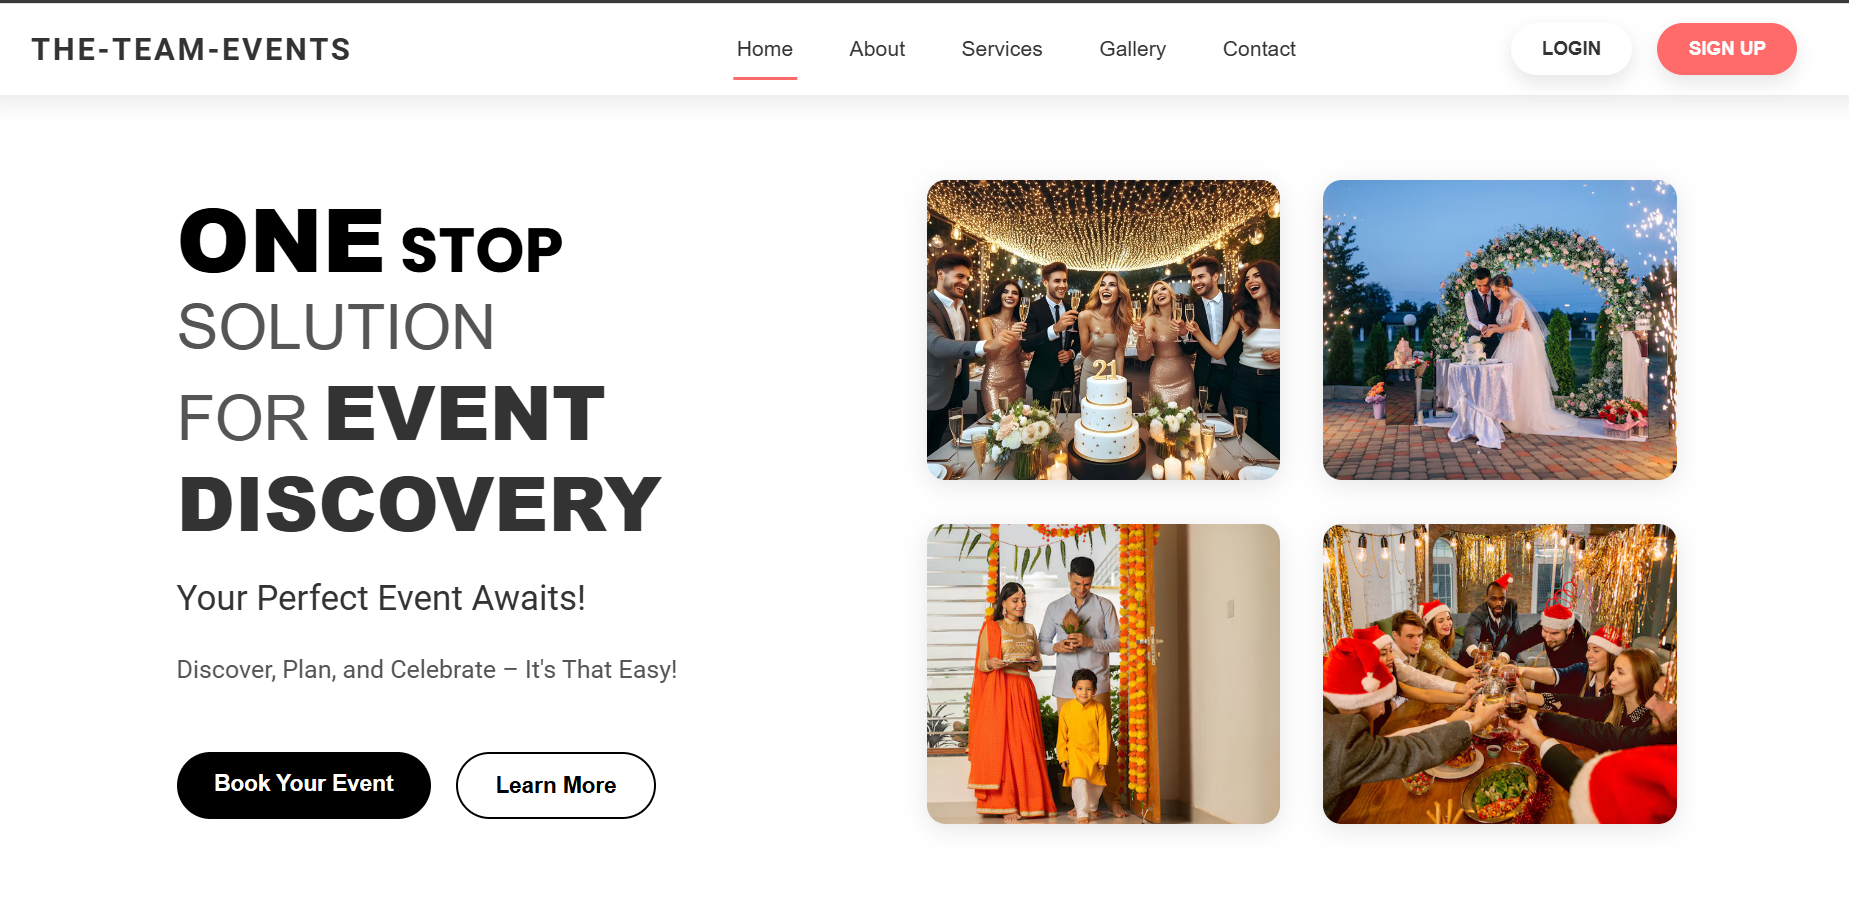 THE-TEAM-EVENTS
Home
About
Services
Gallery
Contact
LOGIN
SIGN UP
ONE STOP
SOLUTION
FOR EVENT
DISCOVERY
Your Perfect Event Awaits!
Discover, Plan, and Celebrate – It's That Easy!
Book Your Event
Learn More
21